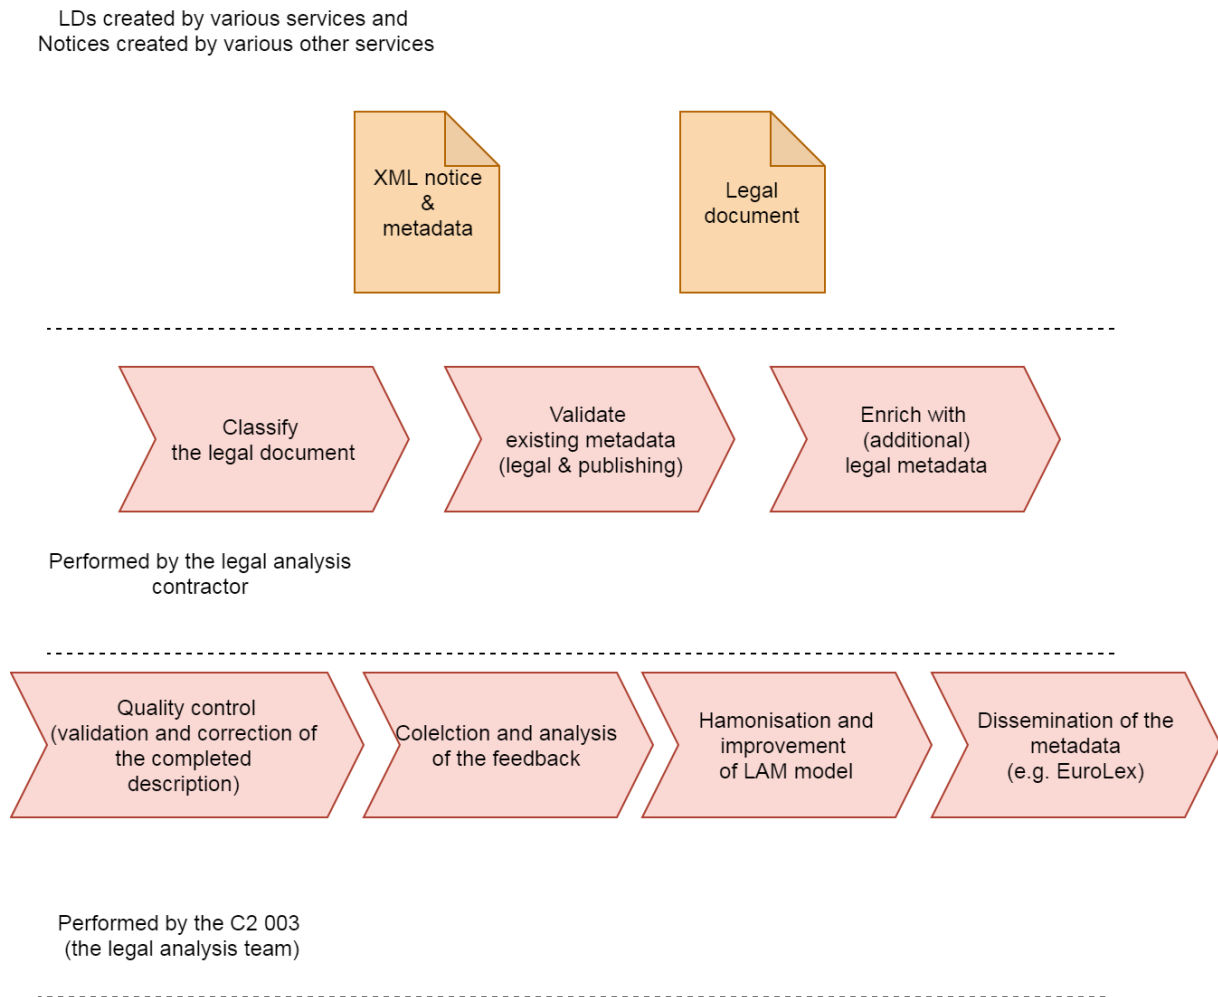 LDs created by various services and
Notices created by various other services
XML notice
&
metadata
Legal
document
Classify
the legal document
Validate
existing metadata
(legal & publishing)
Enrich with
(additional)
legal metadata
Performed by the legal analysis
contractor
Quality control
(validation and correction of
the completed
description)
Colelction and analysis
of the feedback
Hamonisation and
improvement
of LAM model
Dissemination of the
metadata
(e.g. EuroLex)
Performed by the C2 003
(the legal analysis team)